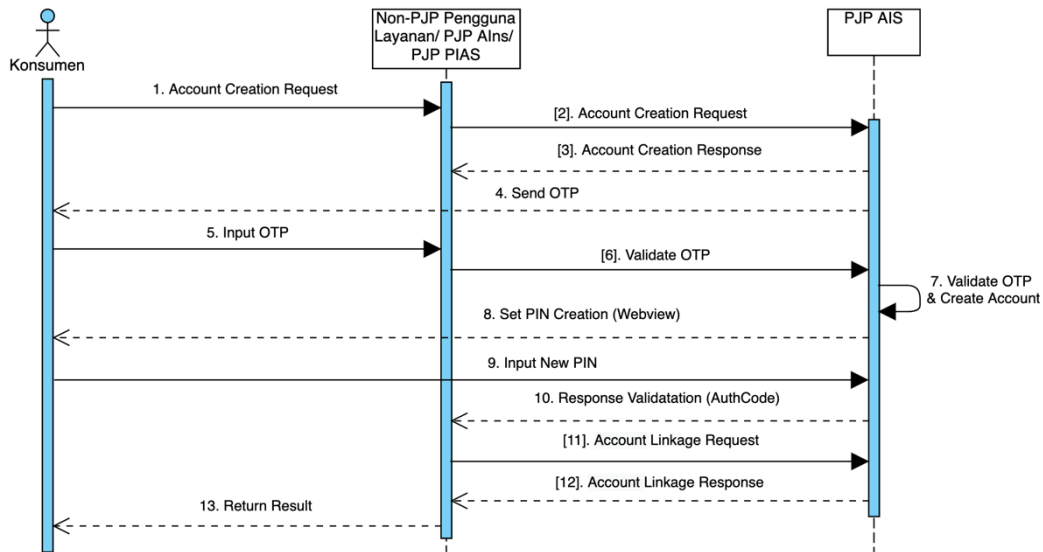 Non-PJP Pengguna
Layanan/ PJP AIns/
PJP PIAS
PJP AIS
Konsumen
1. Account Creation Request
[2]. Account Creation Request
[3]. Account Creation Response
4. Send OTP
5. Input OTP
[6]. Validate OTP
7. Validate OTP
& Create Account
8. Set PIN Creation (Webview)
9. Input New PIN
10. Response Validatation (AuthCode)
[11]. Account Linkage Request
[12]. Account Linkage Response
13. Return Result